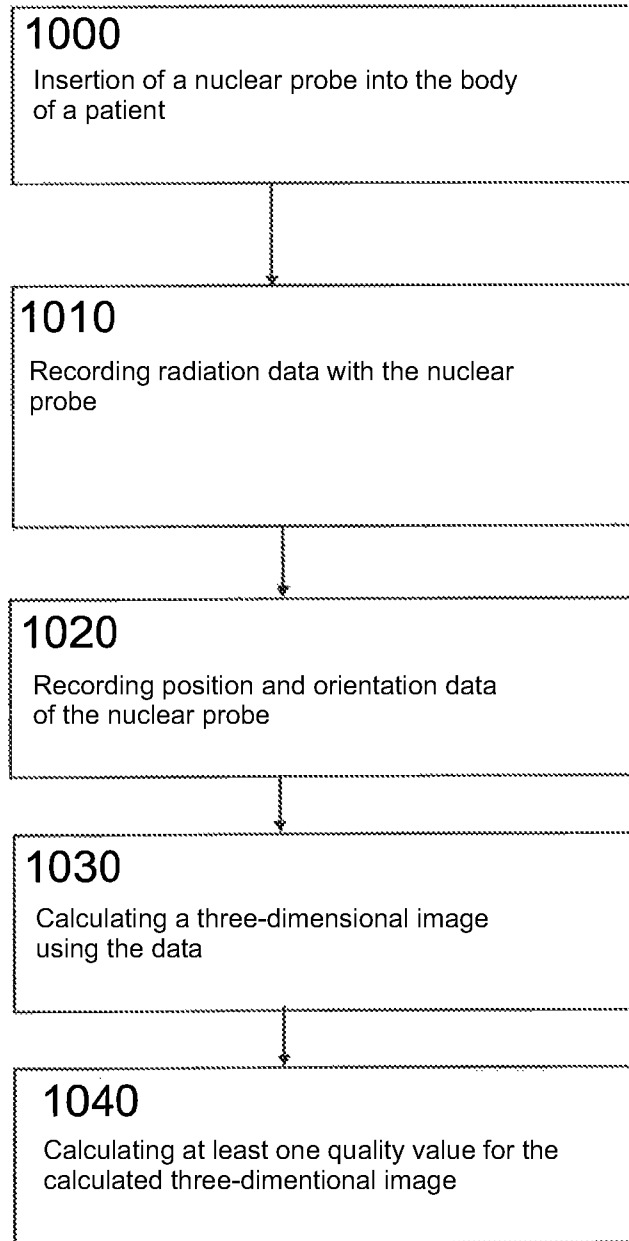 1000
Insertion of a nuclear probe into the body
of a patient
1010
Recording radiation data with the nuclear
probe
1020
Recording position and orientation data
of the nuclear probe
1030
Calculating a three-dimensional image
using the data
1040
Calculating at least one quality value for the
calculated three-dimentional image